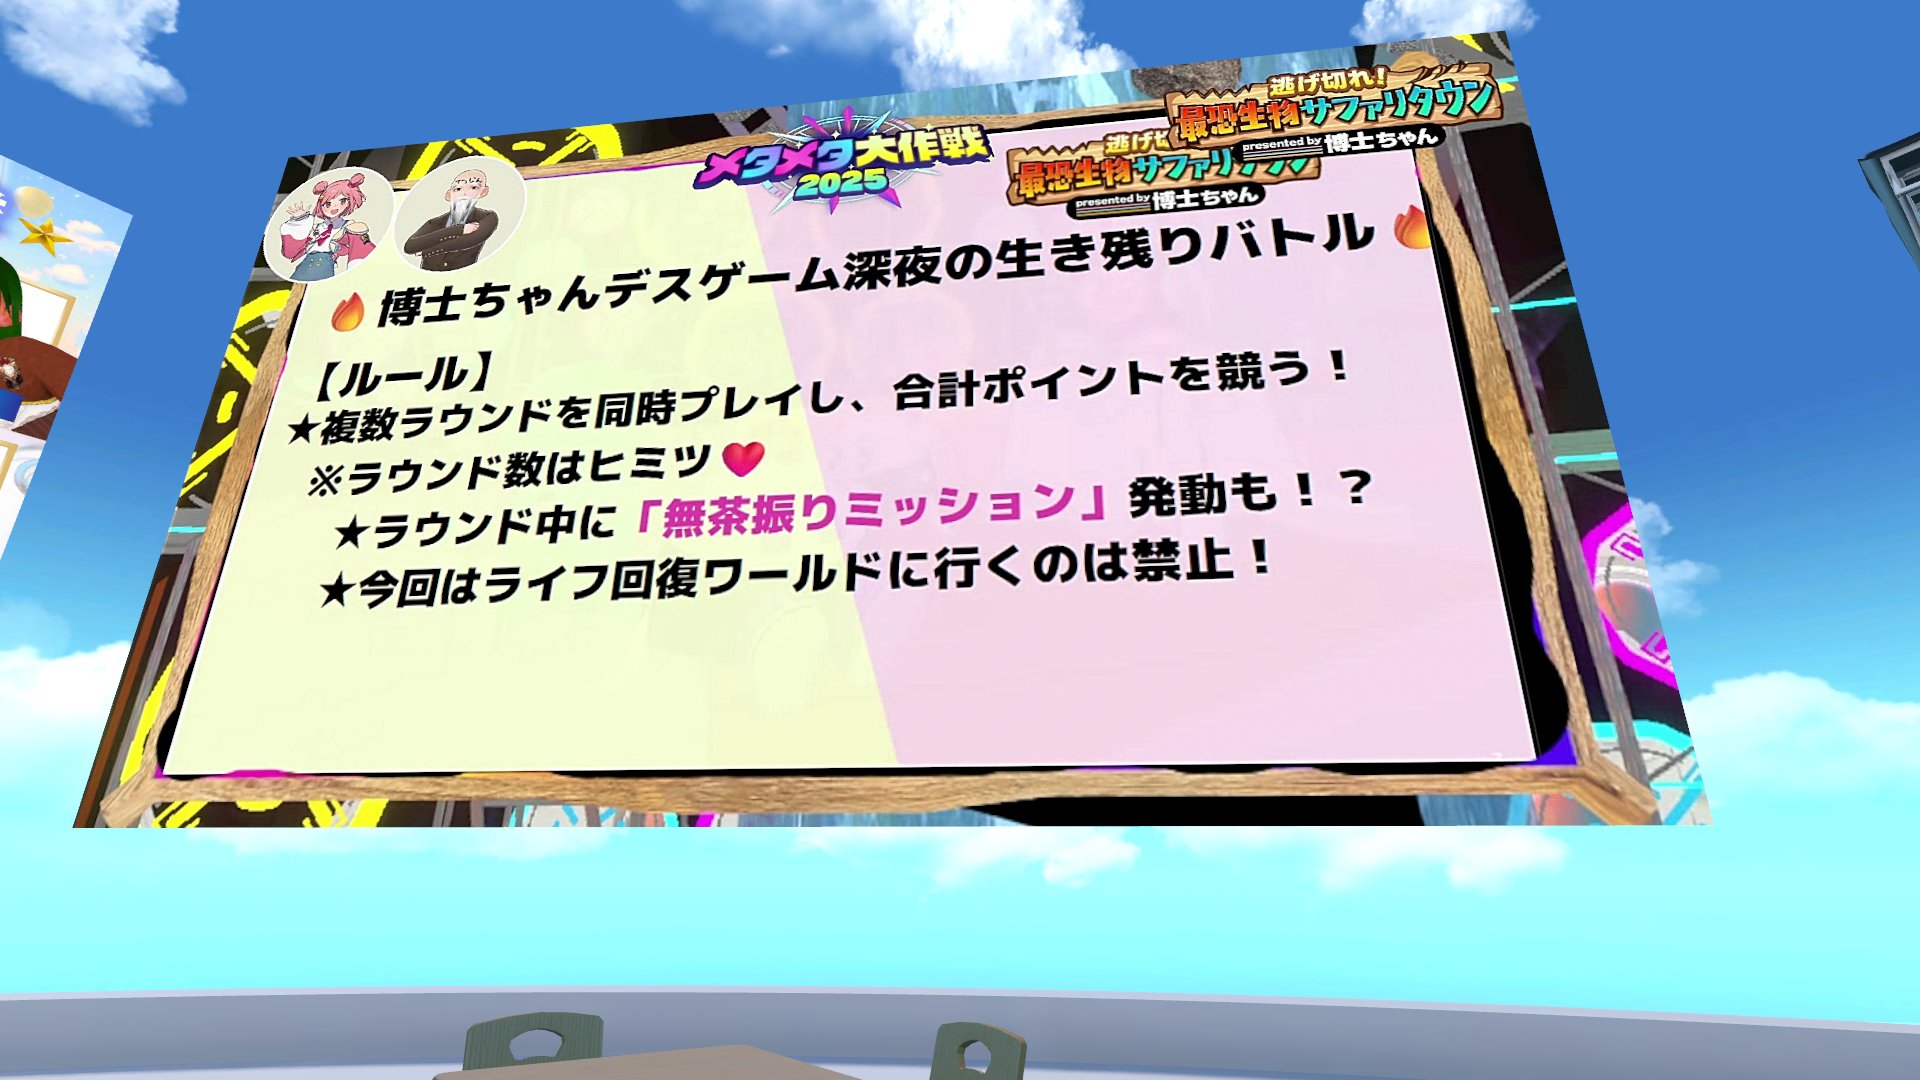 メタメタ大作戦
2025
逃げ切れ!
最恐生物サファリタウン
presented by 博士ちゃん
逃げ切
最恐生物サファリタウン
presented by 博士ちゃん
🔥博士ちゃんデスゲーム深夜の生き残りバトル🔥
【ルール】
★複数ラウンドを同時プレイし、合計ポイントを競う！
※ラウンド数はヒミツ❤
★ラウンド中に「無茶振りミッション」発動も！？
★今回はライフ回復ワールドに行くのは禁止！